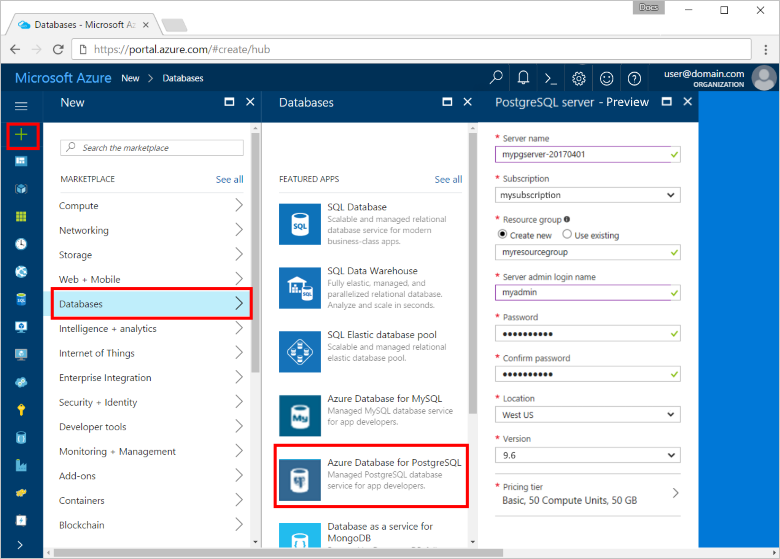 Docs
Databases - Microsoft Az
https://portal.azure.com/#create/hub
Microsoft Azure New > Databases
user@domain.com
ORGANIZATION
New
Search the marketplace
MARKETPLACE See all
Compute
Networking
Storage
Web + Mobile
Databases
Intelligence + analytics
Internet of Things
Enterprise Integration
Security + Identity
Developer tools
Monitoring + Management
Add-ons
Containers
Blockchain
Databases
FEATURED APPS See all
SQL
SQL Database
Scalable and managed relational
database service for modern
business-class apps.
SQL
SQL Data Warehouse
Fully elastic, managed, and
parallelized relational database.
Analyze and scale in seconds.
SQL Elastic database pool
Scalable and managed relational
elastic database pool.
My
Azure Database for MySQL
Managed MySQL database service
for app developers.
Azure Database for PostgreSQL
Managed PostgreSQL database
service for app developers.
Database as a service for
MongoDB
PostgreSQL server - Preview
* Server name
mypgserver-20170401
* Subscription
mysubscription
* Resource group
Create new Use existing
myresourcegroup
* Server admin login name
myadmin
* Password
••••••••••
* Confirm password
••••••••••
* Location
West US
* Version
9.6
* Pricing tier
Basic, 50 Compute Units, 50 GB